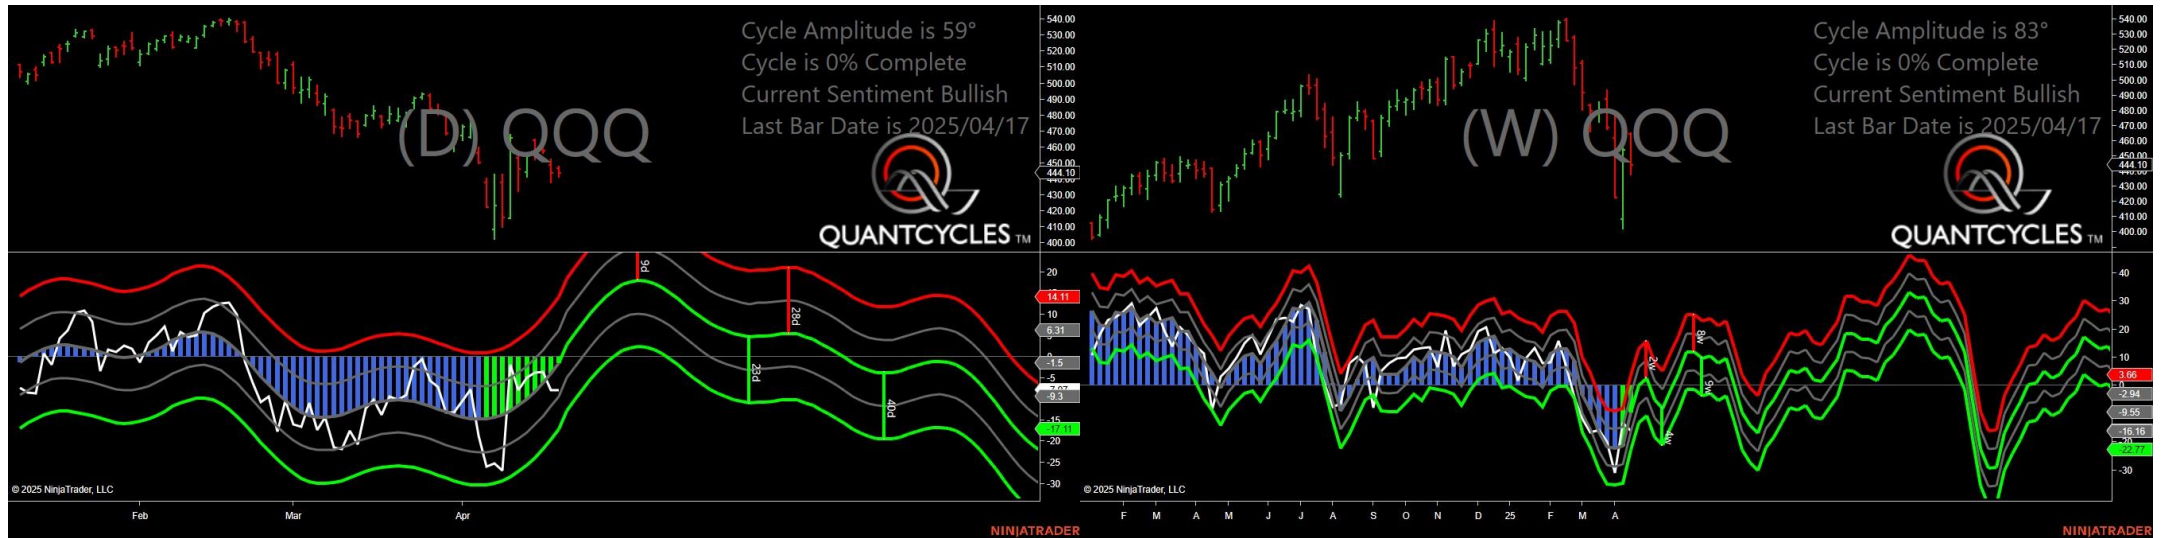 Cycle Amplitude is 59°
Cycle is 0% Complete
Current Sentiment Bullish
Last Bar Date is 2025/04/17
(D) QQQ
QUANTCYCLES TM
540.00
530.00
520.00
510.00
500.00
490.00
480.00
470.00
460.00
450.00
444.10
430.00
420.00
410.00
400.00
9d
28d
23d
40d
20
14.11
10
6.31
0
-1.5
-5
-9.3
-15
-17.11
-20
-25
-30
© 2025 NinjaTrader, LLC
Feb Mar Apr
NINJATRADER
Cycle Amplitude is 83°
Cycle is 0% Complete
Current Sentiment Bullish
Last Bar Date is 2025/04/17
(W) QQQ
QUANTCYCLES TM
540.00
530.00
520.00
510.00
500.00
490.00
480.00
470.00
460.00
450.00
444.10
430.00
420.00
410.00
400.00
2w
8w
9w
4w
40
30
20
10
3.66
0
-2.94
-9.55
-16.16
-22.77
-30
© 2025 NinjaTrader, LLC
F M A M J J A S O N D 25 F M A
NINJATRADER